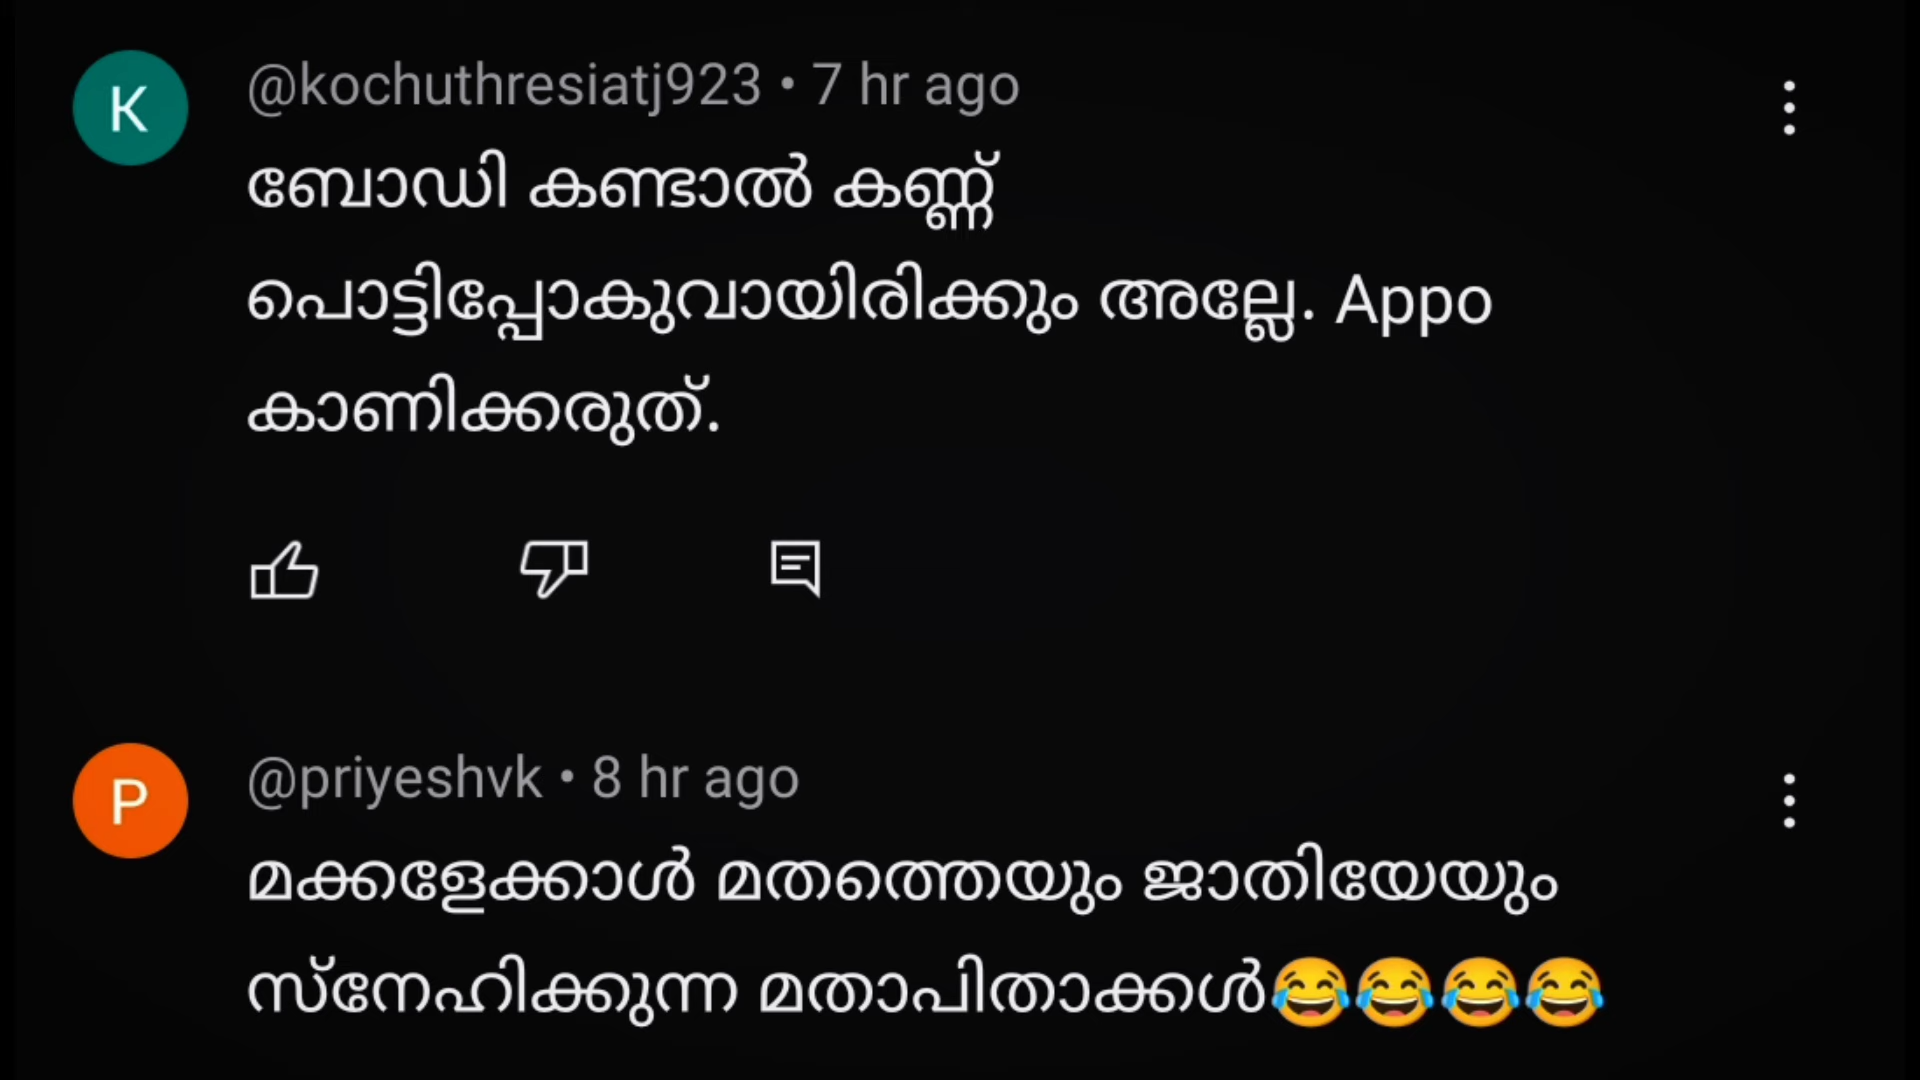 K
@kochuthresiatj923 • 7 hr ago
ബോഡി കണ്ടാൽ കണ്ണ്
പൊട്ടിപ്പോകുവായിരിക്കും അല്ലേ. Appo
കാണിക്കരുത്.
P
@priyeshvk • 8 hr ago
മക്കളേക്കാൾ മതത്തെയും ജാതിയേയും
സ്നേഹിക്കുന്ന മതാപിതാക്കൾ😂😂😂😂